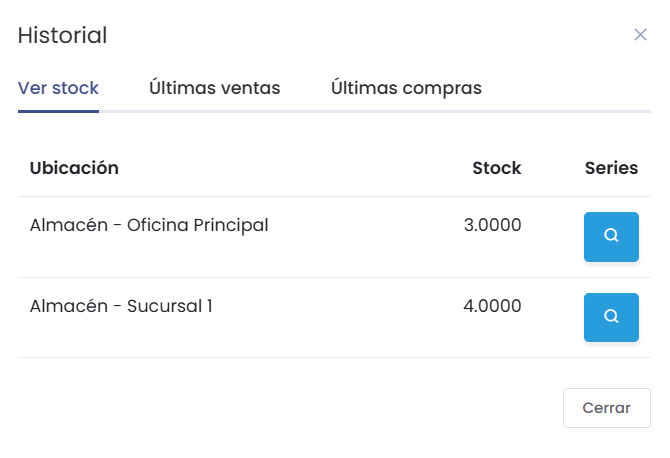 Historial
Ver stock Últimas ventas Últimas compras
Ubicación Stock Series
Almacén - Oficina Principal 3.0000
Almacén - Sucursal 1 4.0000
Cerrar